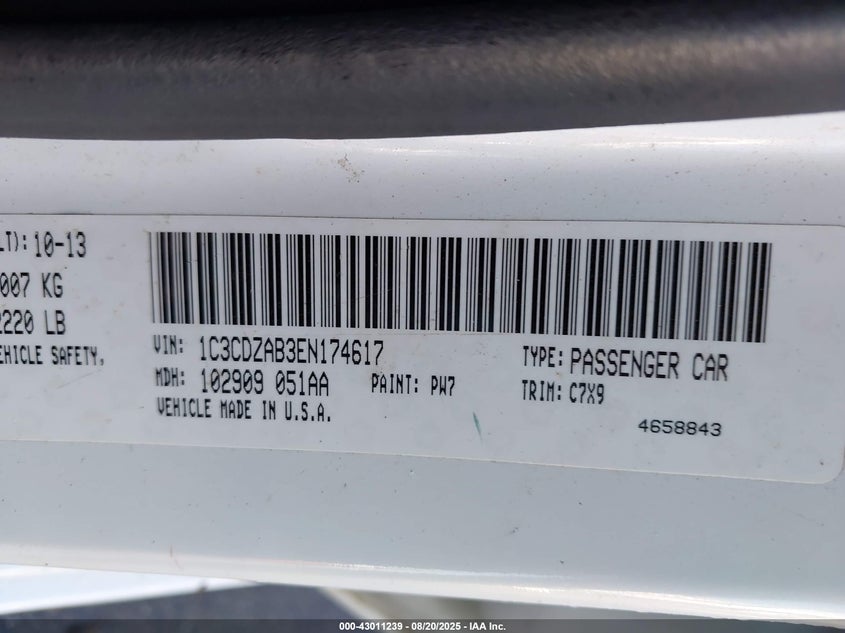 LT): 10-13
007 KG
2220 LB
EHICLE SAFETY,
VIN: 1C3CDZAB3EN174617
TYPE: PASSENGER CAR
MDH: 102909 051AA
PAINT: PW7
TRIM: C7X9
VEHICLE MADE IN U.S.A.
4658843
000-43011239 - 08/20/2025 - IAA Inc.